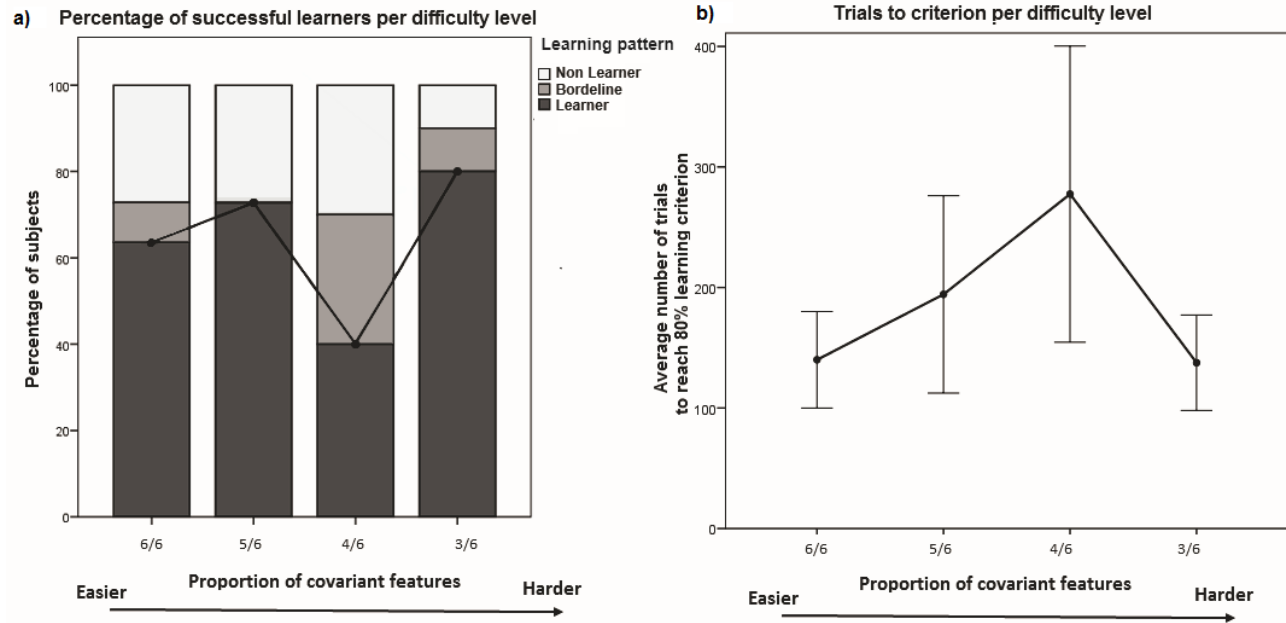 a) Percentage of successful learners per difficulty level
Learning pattern
Non Learner
Bordeline
Learner
Percentage of subjects
100
80
60
40
20
0
6/6 5/6 4/6 3/6
Proportion of covariant features
Easier Harder
b) Trials to criterion per difficulty level
Average number of trials
to reach 80% learning criterion
400
300
200
100
0
6/6 5/6 4/6 3/6
Proportion of covariant features
Easier Harder